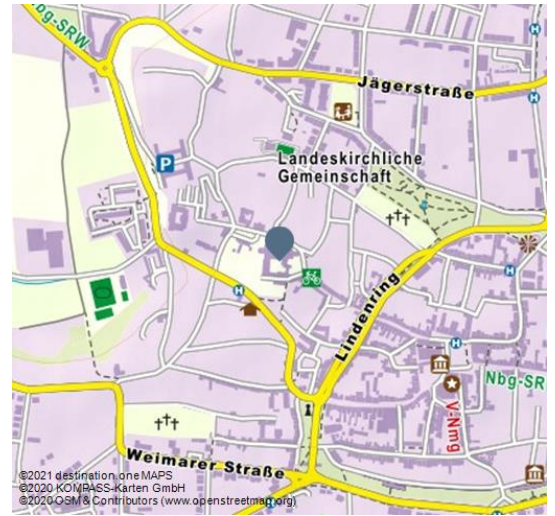 Nbg-SRW
H
Jägerstraße
H
Landeskirchliche
Gemeinschaft
P
H
Lindenring
H
H
Nbg-SR
V-Nmg
Weimarer Straße
©2021 destination.one MAPS
©2020 KOMPASS-Karten GmbH
©2020 OSM & Contributors (www.openstreetmap.org)